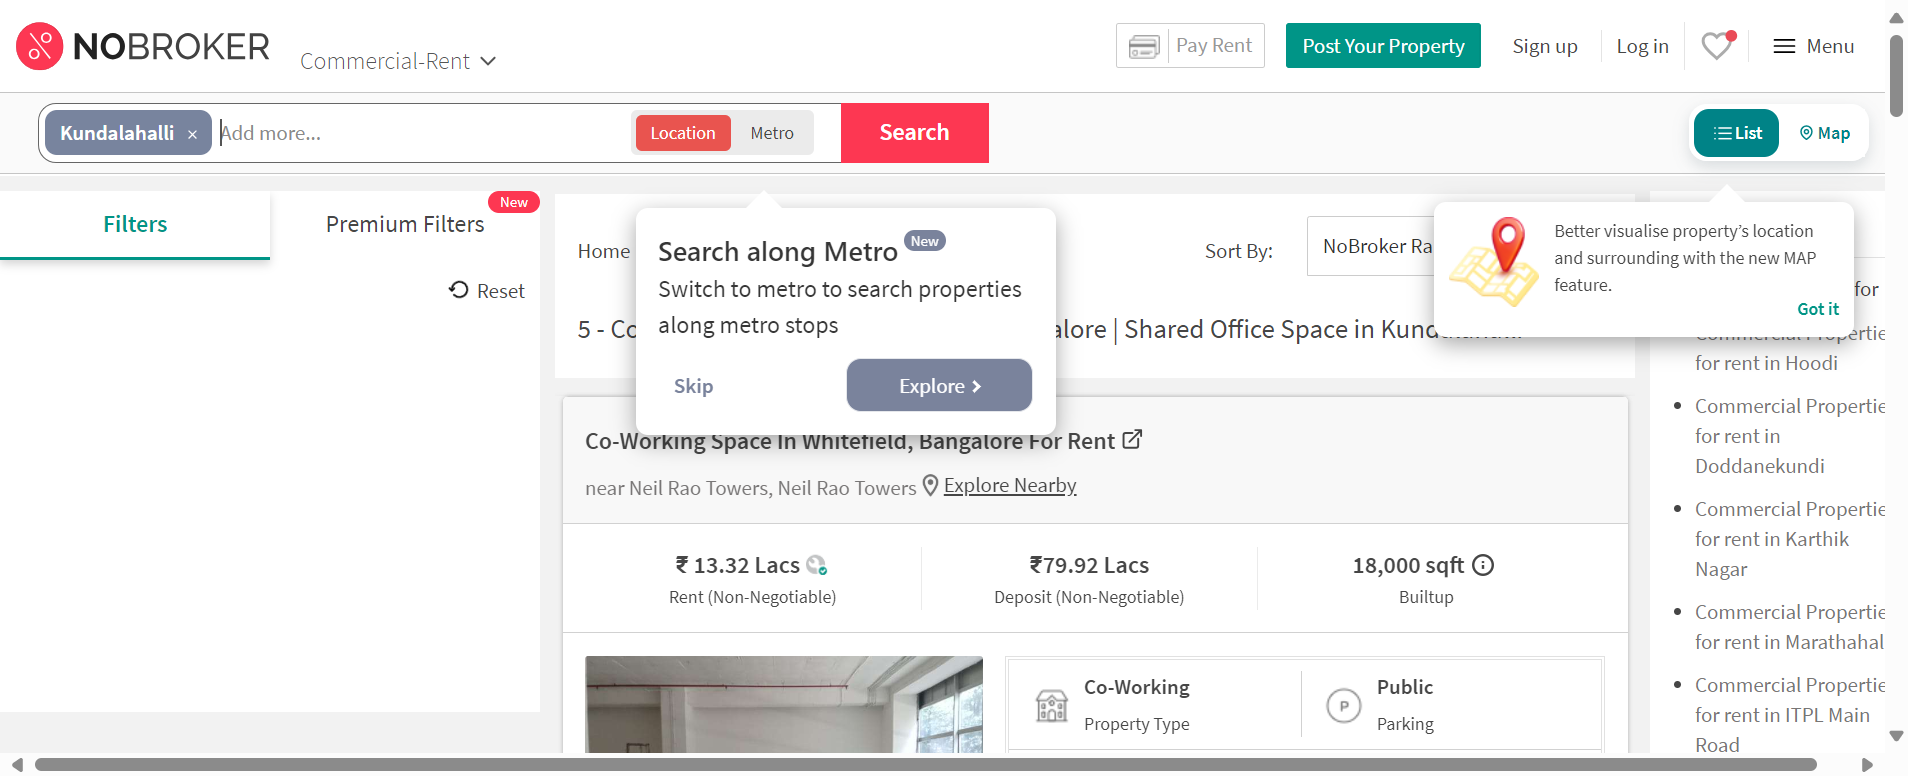 NOBROKER
Commercial-Rent
Pay Rent
Post Your Property
Sign up
Log in
Menu
Kundalahalli ×
Add more...
Location
Metro
Search
List
Map
Filters
Premium Filters
New
Reset
Home
Search along Metro New
Switch to metro to search properties
along metro stops
Skip
Explore
Sort By:
NoBroker Ra
Better visualise property's location
and surrounding with the new MAP
feature.
Got it
5 - Co
alore | Shared Office Space in
Co-Working Space In Whitefield, Bangalore For Rent
near Neil Rao Towers, Neil Rao Towers
Explore Nearby
₹ 13.32 Lacs
Rent (Non-Negotiable)
₹79.92 Lacs
Deposit (Non-Negotiable)
18,000 sqft
Builtup
Co-Working
Property Type
P
Public
Parking
for
Commercial Propertie
for rent in Hoodi
Commercial Propertie
for rent in
Doddanekundi
Commercial Propertie
for rent in Karthik
Nagar
Commercial Propertie
for rent in Marathahal
Commercial Propertie
for rent in ITPL Main
Road